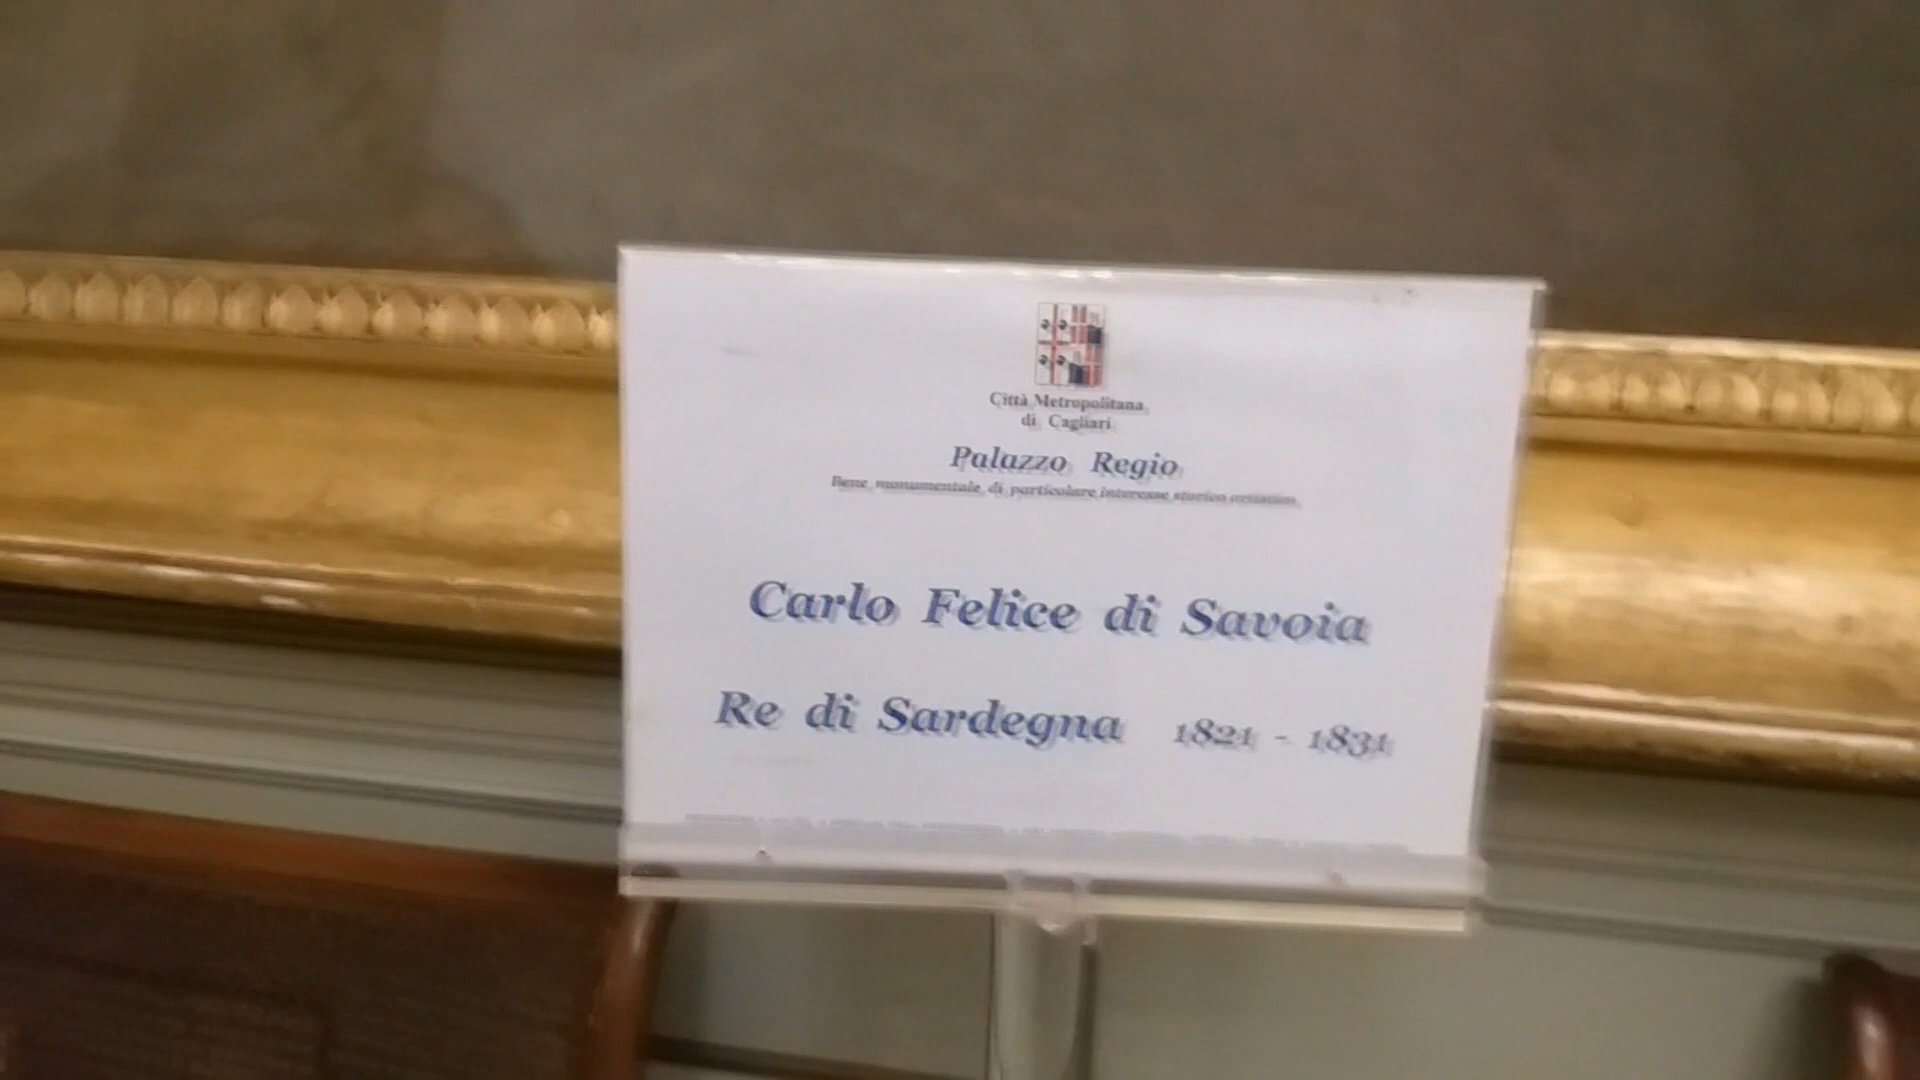 Città Metropolitana
di Cagliari
Palazzo Regio
Bene monumentale di particolare interesse storico artistico
Carlo Felice di Savoia
Re di Sardegna 1821 - 1831